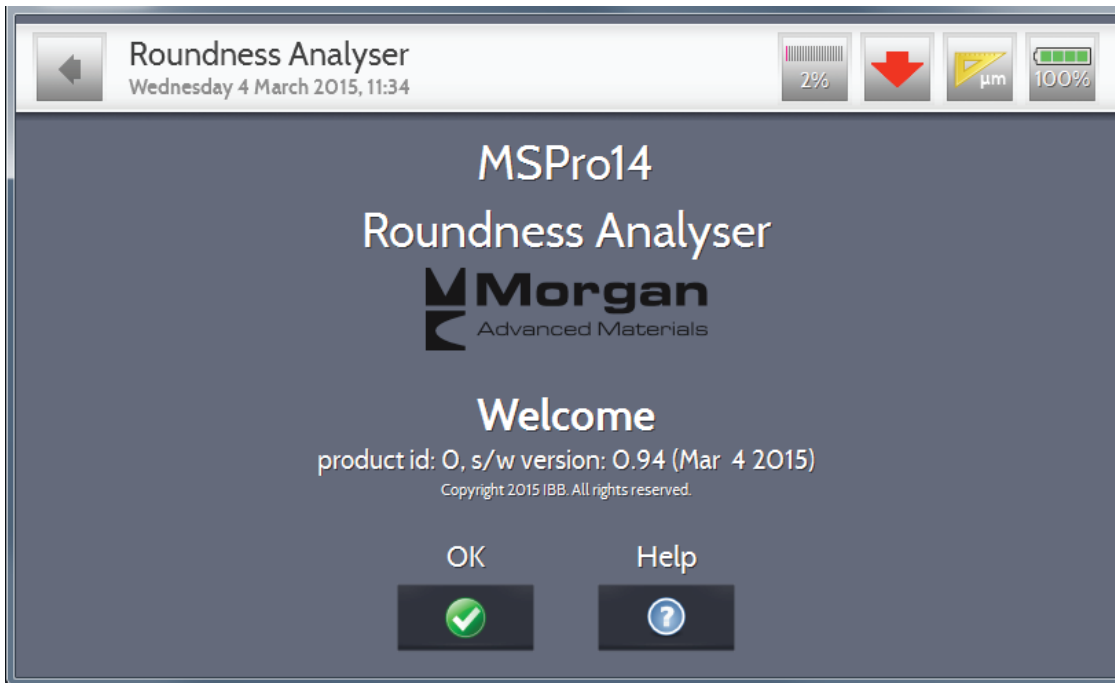 Roundness Analyser
Wednesday 4 March 2015, 11:34
2%
µm
100%
MSPro14
Roundness Analyser
Morgan
Advanced Materials
Welcome
product id: 0, s/w version: 0.94 (Mar 4 2015)
Copyright 2015 IBB. All rights reserved.
OK Help
?